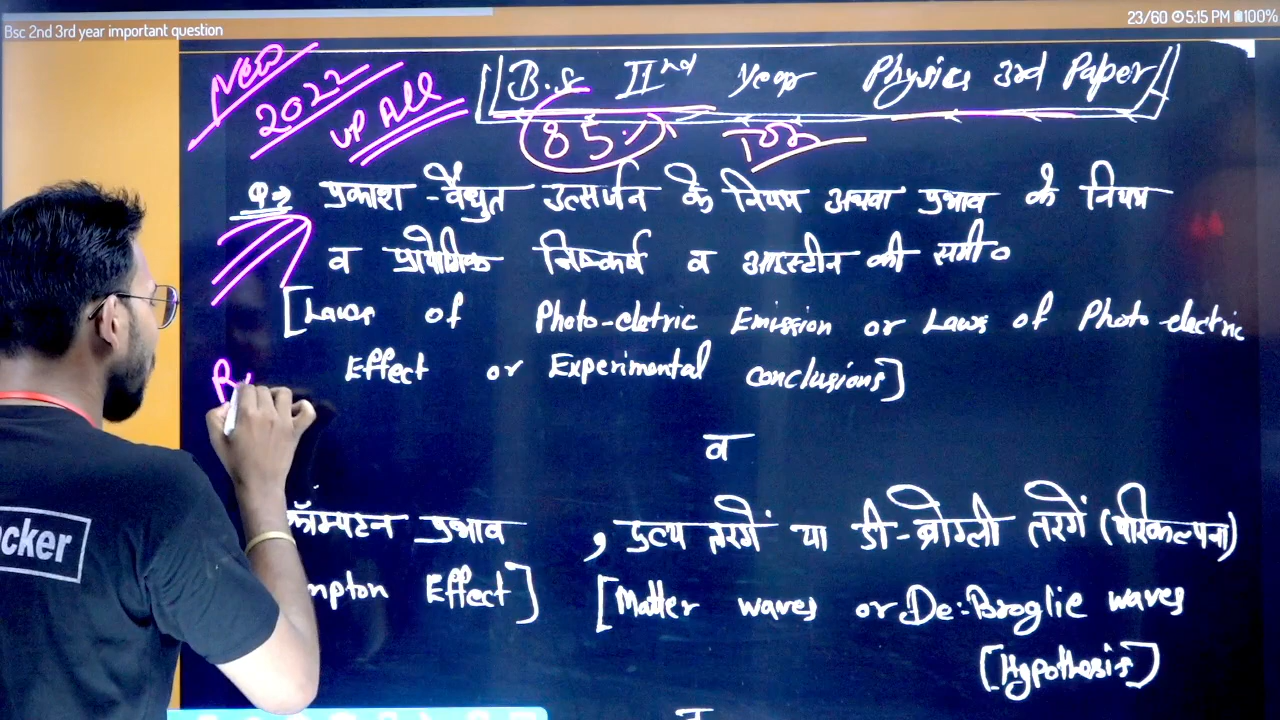 Bsc 2nd 3rd year important question
23/60 5:15 PM 100%
New
2022
UP All
B.Sc IInd Year Physics 3rd Paper
85%
Q⇒ प्रकाश-वैद्युत उत्सर्जन के नियम अथवा प्रभाव के नियम
व प्रायोगिक निष्कर्ष व आइस्टीन की समी०
[Laws of Photo-eletric Emission or Laws of Photo electric
Effect or Experimental conclusions]
व
कॉम्पटन प्रभाव , द्रव्य तरंगें या डी-ब्रोग्ली तरंगें (परिकल्पना)
mpton Effect] [Matter waves or De-Broglie waves
[Hypothesis]
cker